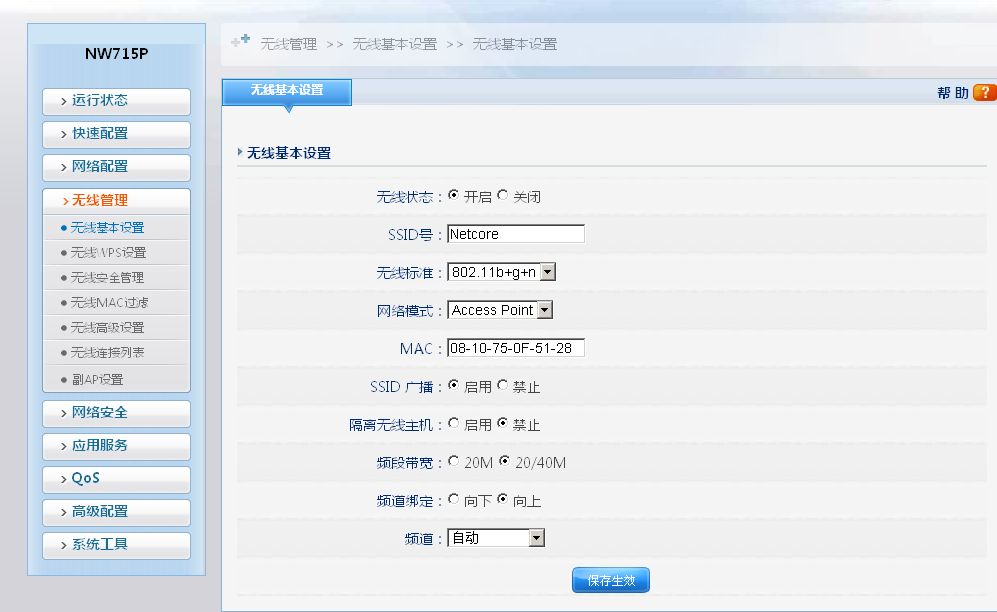 NW715P
运行状态
快速配置
网络配置
无线管理
无线基本设置
无线WPS设置
无线安全管理
无线MAC过滤
无线高级设置
无线连接列表
副AP设置
网络安全
应用服务
QoS
高级配置
系统工具
无线管理 >> 无线基本设置 >> 无线基本设置
无线基本设置
帮助 ?
无线基本设置
无线状态： 开启 关闭
SSID号： Netcore
无线标准： 802.11b+g+n
网络模式： Access Point
MAC： 08-10-75-0F-51-28
SSID 广播： 启用 禁止
隔离无线主机： 启用 禁止
频段带宽： 20M 20/40M
频道绑定： 向下 向上
频道： 自动
保存生效